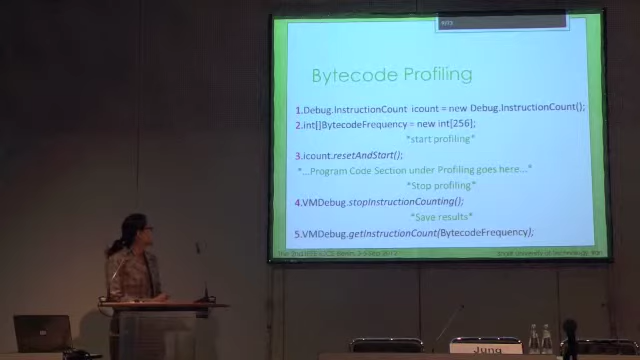 Bytecode Profiling
1.Debug.InstructionCount icount = new Debug.InstructionCount();
2.int[]BytecodeFrequency = new int[256];
*start profiling*
3.icount.resetAndStart();
*...Program Code Section under Profiling goes here...*
*Stop profiling*
4.VMDebug.stopInstructionCounting();
*Save results*
5.VMDebug.getInstructionCount(BytecodeFrequency);
Jung